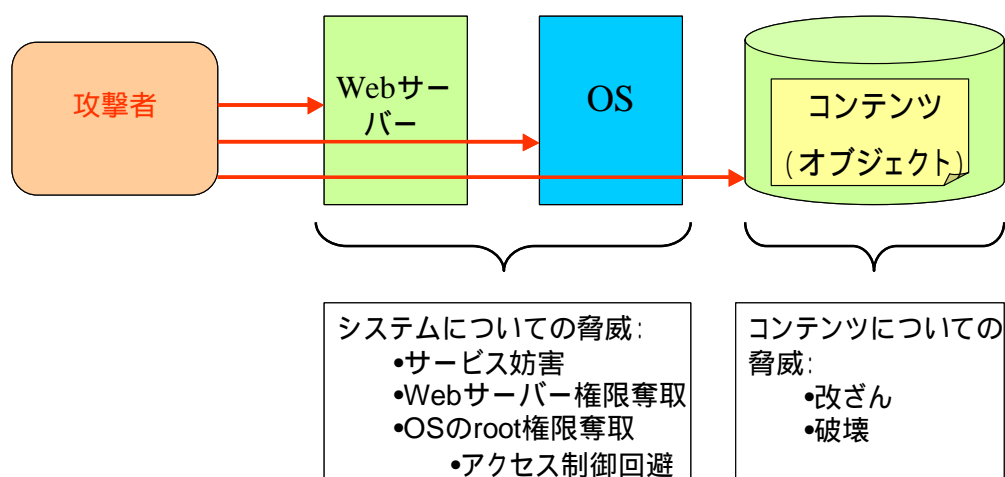 攻撃者
Webサー
バー
OS
コンテンツ
(オブジェクト)
システムについての脅威:
•サービス妨害
•Webサーバー権限奪取
•OSのroot権限奪取
•アクセス制御回避
コンテンツについての
脅威:
•改ざん
•破壊